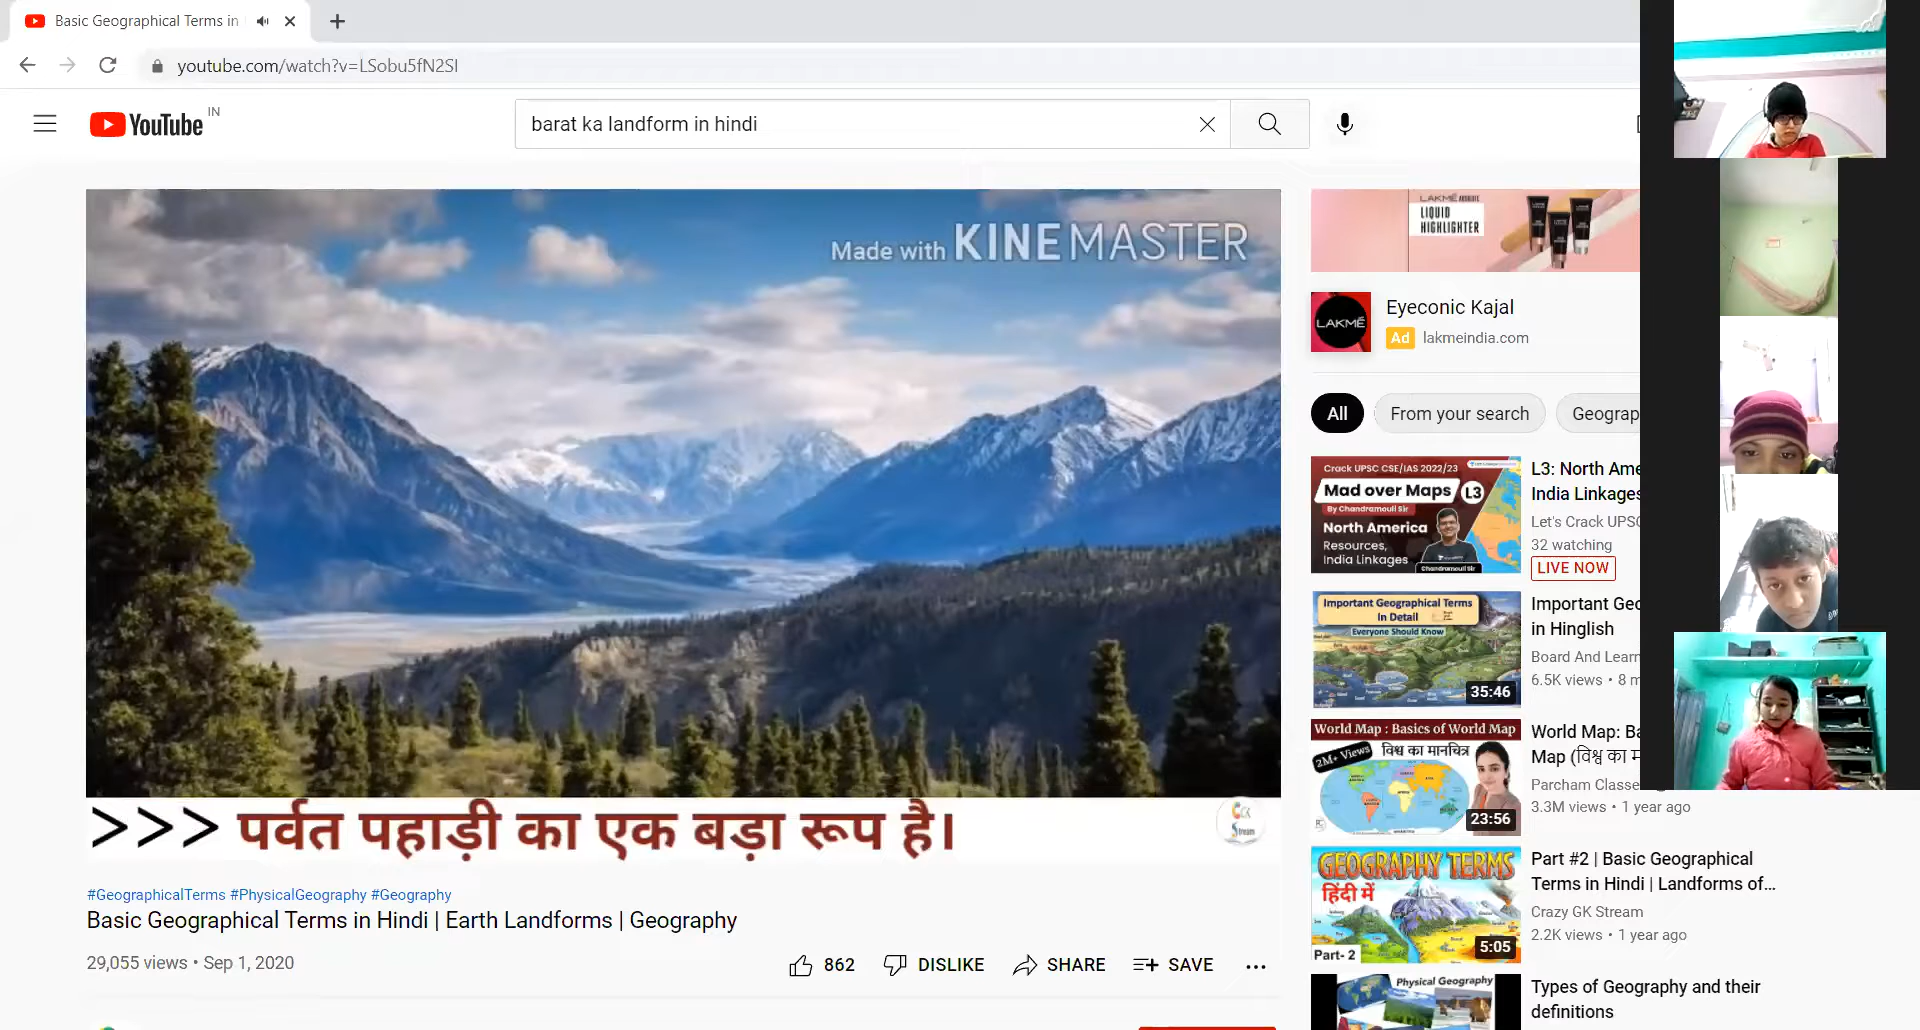 Basic Geographical Terms in
youtube.com/watch?v=LSobu5fN2SI
YouTube IN
barat ka landform in hindi
Made with KINEMASTER
>>> पर्वत पहाड़ी का एक बड़ा रूप है।
#GeographicalTerms #PhysicalGeography #Geography
Basic Geographical Terms in Hindi | Earth Landforms | Geography
29,055 views • Sep 1, 2020
862 DISLIKE SHARE SAVE
LAKMÉ ABSOLUTE
LIQUID
HIGHLIGHTER
LAKMÉ
Eyeconic Kajal
Ad lakmeindia.com
All From your search Geograp
Crack UPSC CSE/IAS 2022/23
Mad over Maps L3
By Chandramouli Sir
North America
Resources,
India Linkages
Chandramouli Sir
L3: North Ame
India Linkages
Let's Crack UPSC
32 watching
LIVE NOW
Important Geographical Terms
In Detail
Everyone Should Know
35:46
Important Geo
in Hinglish
Board And Learn
6.5K views • 8 m
World Map : Basics of World Map
2M+ Views विश्व का मानचित्र
23:56
World Map: Ba
Map (विश्व का म
Parcham Classe
3.3M views • 1 year ago
GEOGRAPHY TERMS
हिंदी में
Part- 2
5:05
Part #2 | Basic Geographical
Terms in Hindi | Landforms of...
Crazy GK Stream
2.2K views • 1 year ago
Physical Geography
Types of Geography and their
definitions